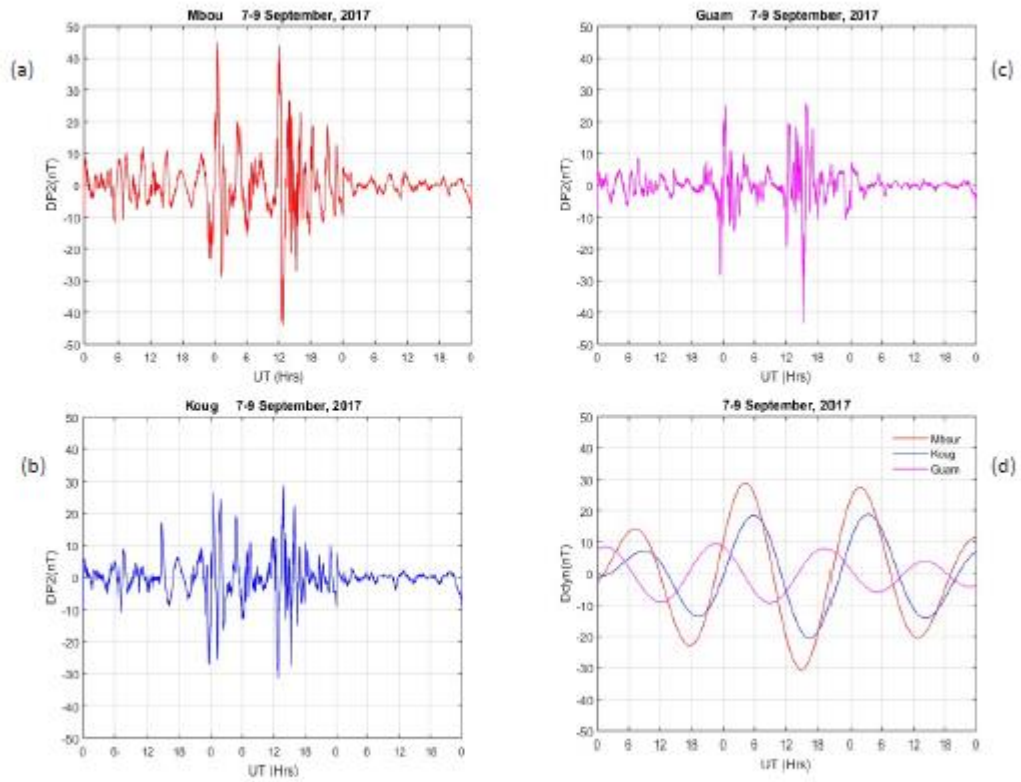 Mbou 7-9 September, 2017
(a)
DP2(nT)
50
40
30
20
10
0
-10
-20
-30
-40
-50
0 6 12 18 0 6 12 18 0 6 12 18 0
UT (Hrs)
Guam 7-9 September, 2017
(c)
DP2(nT)
50
40
30
20
10
0
-10
-20
-30
-40
-50
0 6 12 18 0 6 12 18 0 6 12 18 0
UT (Hrs)
Koug 7-9 September, 2017
(b)
DP2(nT)
50
40
30
20
10
0
-10
-20
-30
-40
-50
0 6 12 18 0 6 12 18 0 6 12 18 0
UT (Hrs)
7-9 September, 2017
(d)
Mbour
Koug
Guam
Ddyn(nT)
50
40
30
20
10
0
-10
-20
-30
-40
-50
0 6 12 18 0 6 12 18 0 6 12 18 0
UT (Hrs)